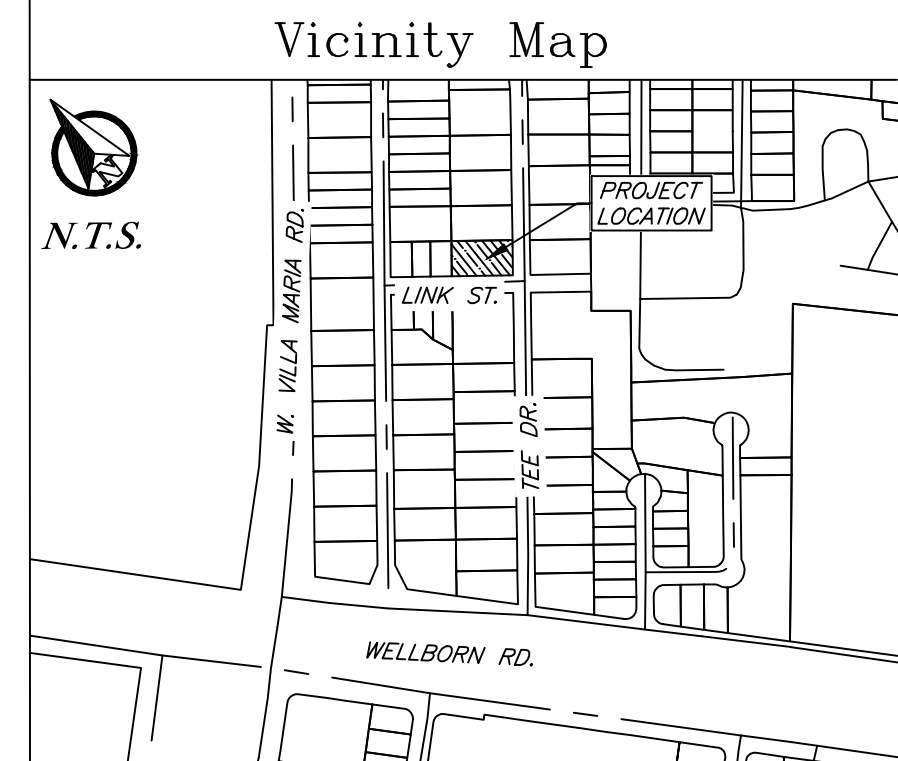 Vicinity Map
N
N.T.S.
PROJECT
LOCATION
W. VILLA MARIA RD.
LINK ST.
TEE DR.
WELLBORN RD.